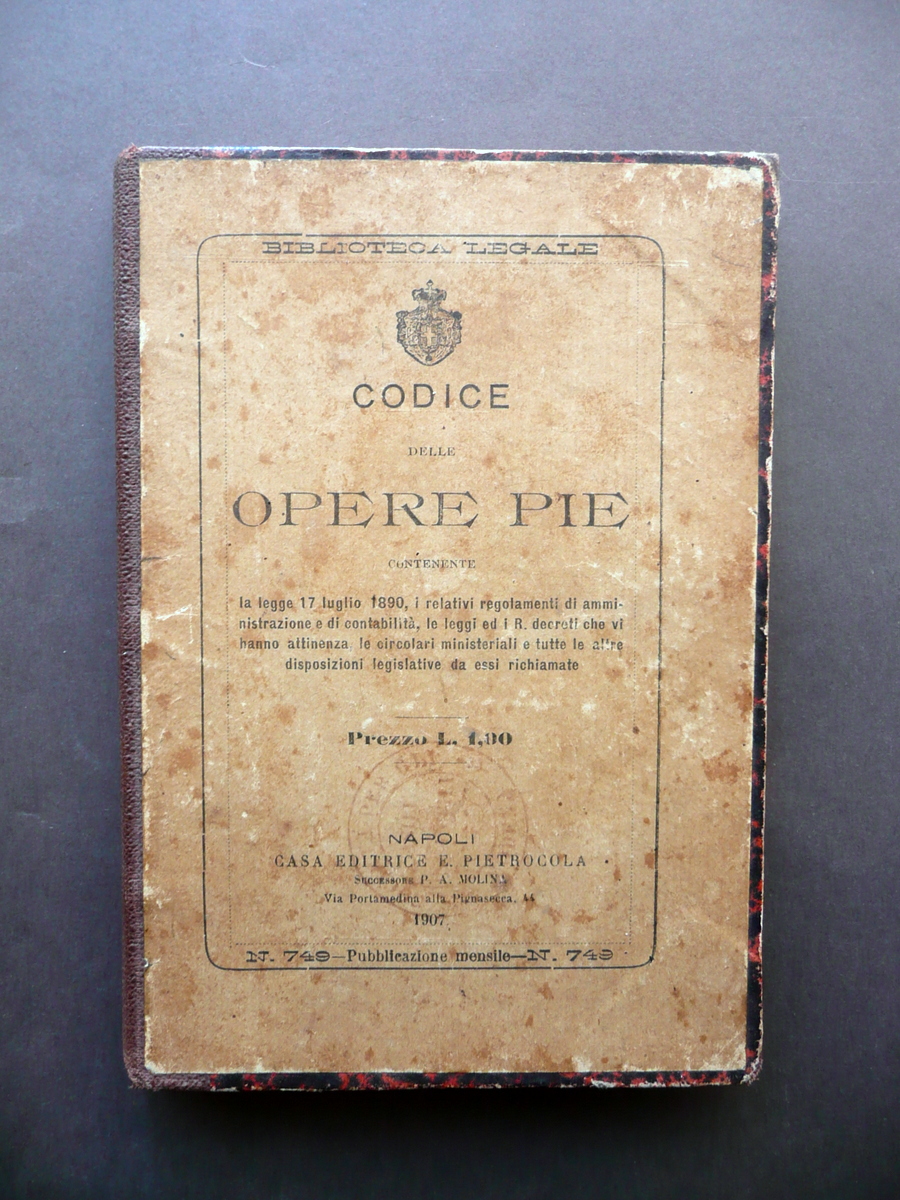 BIBLIOTECA LEGALE
CODICE
DELLE
OPERE PIE
CONTENENTE
la legge 17 luglio 1890, i relativi regolamenti di ammi-
nistrazione e di contabilità, le leggi ed i R. decreti che vi
hanno attinenza le circolari ministeriali e tutte le altre
disposizioni legislative da essi richiamate
Prezzo L. 1,90
NAPOLI
CASA EDITRICE E. PIETROCOLA
SUCCESSORE P. A. MOLINA
Via Portamedina alla Pignasecca, 44
1907
N. 749—Pubblicazione mensile—N. 749